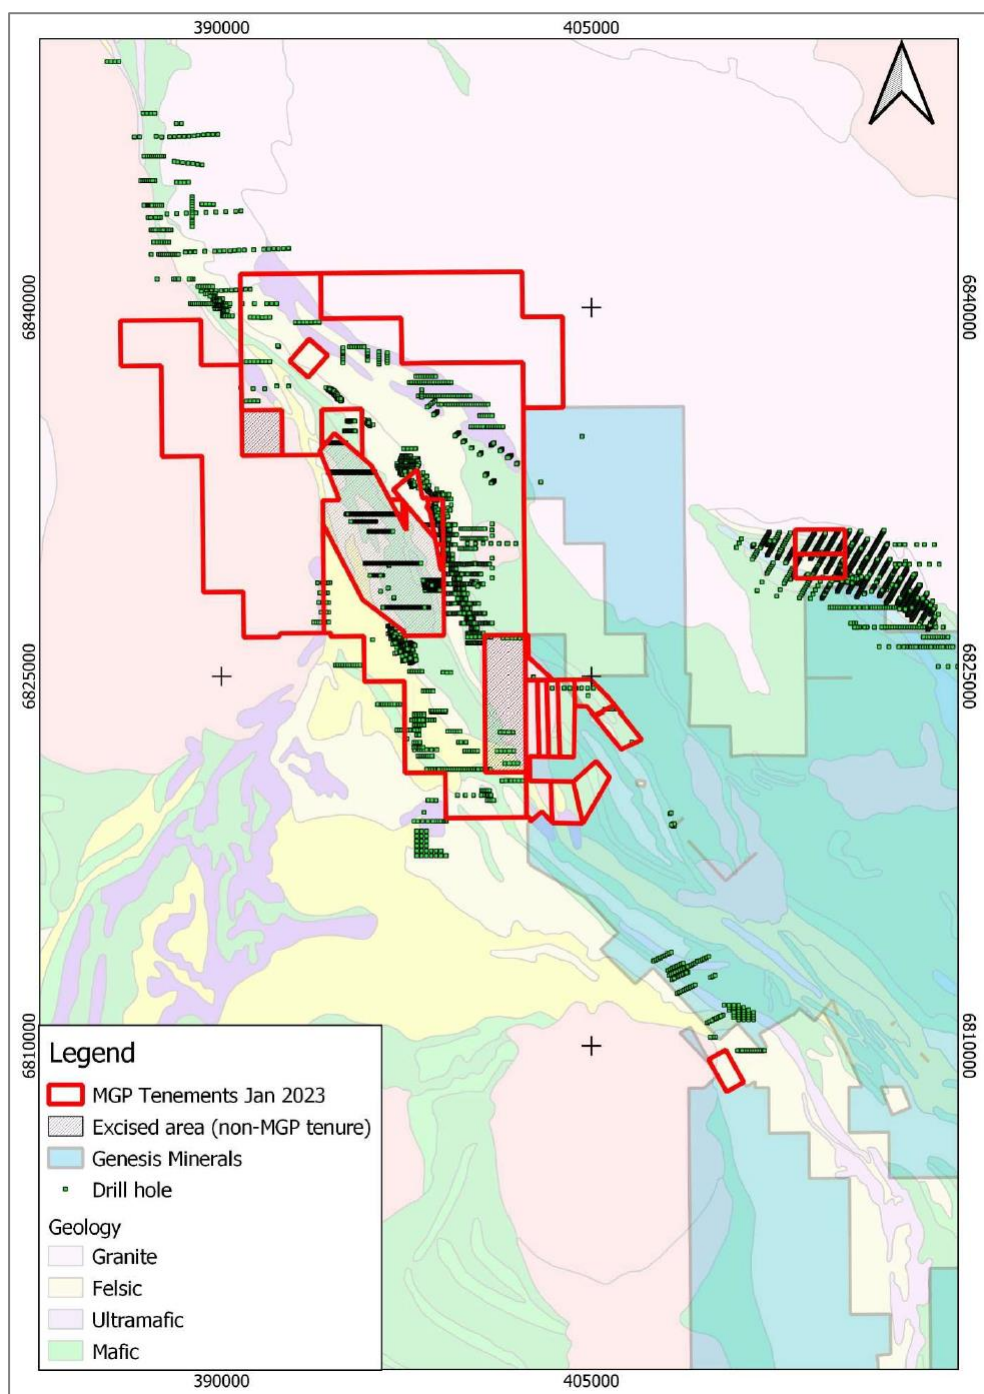 390000 405000
6840000 6840000
6825000 6825000
6810000 6810000
Legend
MGP Tenements Jan 2023
Excised area (non-MGP tenure)
Genesis Minerals
Drill hole
Geology
Granite
Felsic
Ultramafic
Mafic
390000 405000